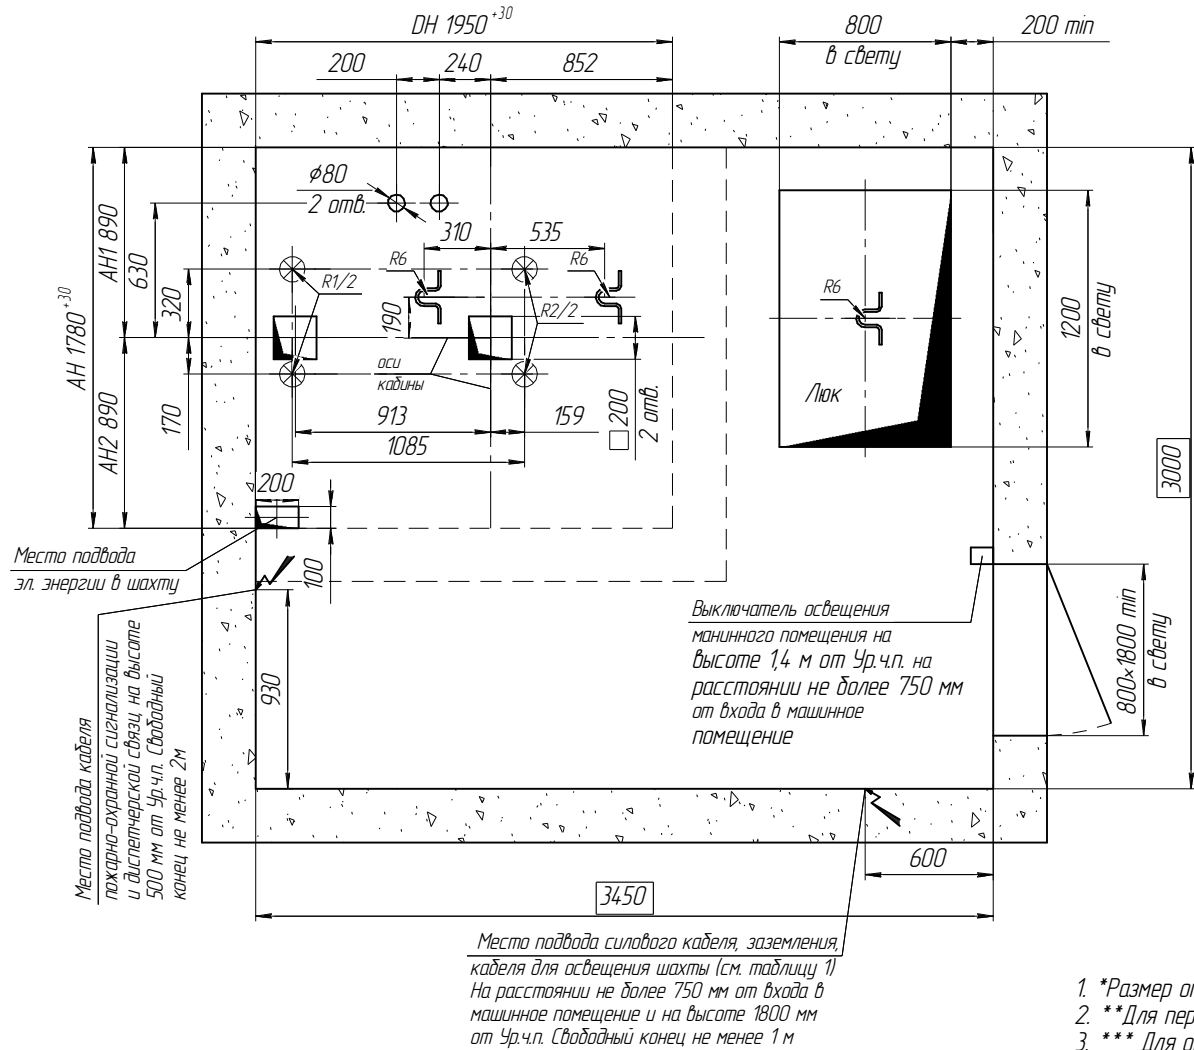 DH 1950 +30
800
в свету
200 min
200
240
852
ϕ80
2 отв.
310
535
R6
R6
R1/2
R2/2
R6
AH1 890
630
320
190
AH 1780 +30
оси
кабины
170
AH2 890
913
159
1085
□ 200
2 отв.
Люк
1200
в свету
3000
200
100
Место подвода
эл. энергии в шахту
Место подвода кабеля
пожарно-охранной сигнализации
и диспетчерской связи, на высоте
500 мм от Ур.ч.п. Свободный
конец не менее 2м
930
Выключатель освещения
манинного помещения на
высоте 1,4 м от Ур.ч.п. на
расстоянии не более 750 мм
от входа в машинное
помещение
800×1800 min
в свету
600
3450
Место подвода силового кабеля, заземления,
кабеля для освещения шахты (см. таблицу 1)
На расстоянии не более 750 мм от входа в
машинное помещение и на высоте 1800 мм
от Ур.ч.п. Свободный конец не менее 1 м
1. *Размер
2. **Для
3. *** Для